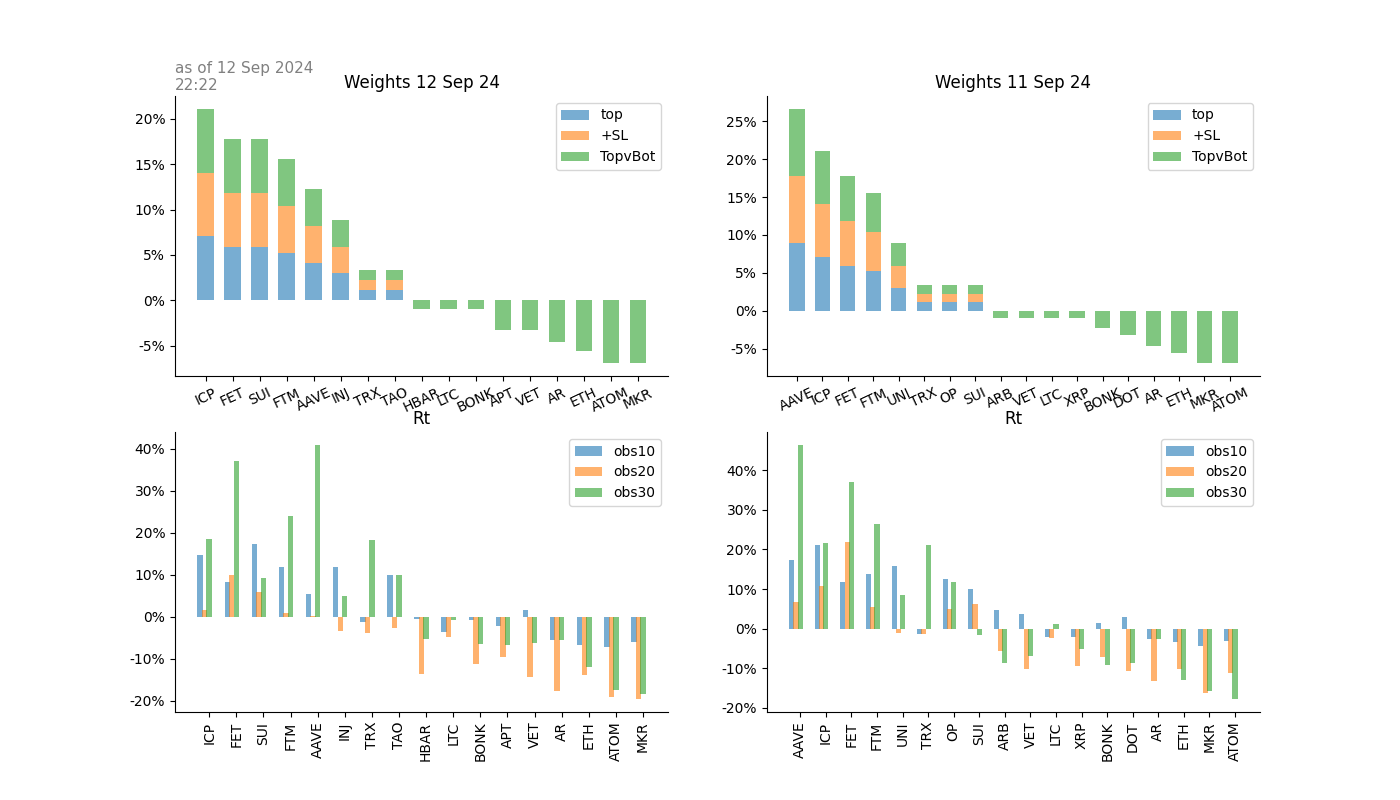 as of 12 Sep 2024
22:22
Weights 12 Sep 24
20%
15%
10%
5%
0%
-5%
top
+SL
TopvBot
ICP FET SUI FTM AAVE INJ TRX TAO HBAR LTC BONK APT VET AR ETH ATOM MKR
Weights 11 Sep 24
25%
20%
15%
10%
5%
0%
-5%
top
+SL
TopvBot
AAVE ICP FET FTM UNI TRX OP SUI ARB VET LTC XRP BONK DOT AR ETH MKR ATOM
Rt
40%
30%
20%
10%
0%
-10%
-20%
obs10
obs20
obs30
ICP FET SUI FTM AAVE INJ TRX TAO HBAR LTC BONK APT VET AR ETH ATOM MKR
Rt
40%
30%
20%
10%
0%
-10%
-20%
obs10
obs20
obs30
AAVE ICP FET FTM UNI TRX OP SUI ARB VET LTC XRP BONK DOT AR ETH MKR ATOM